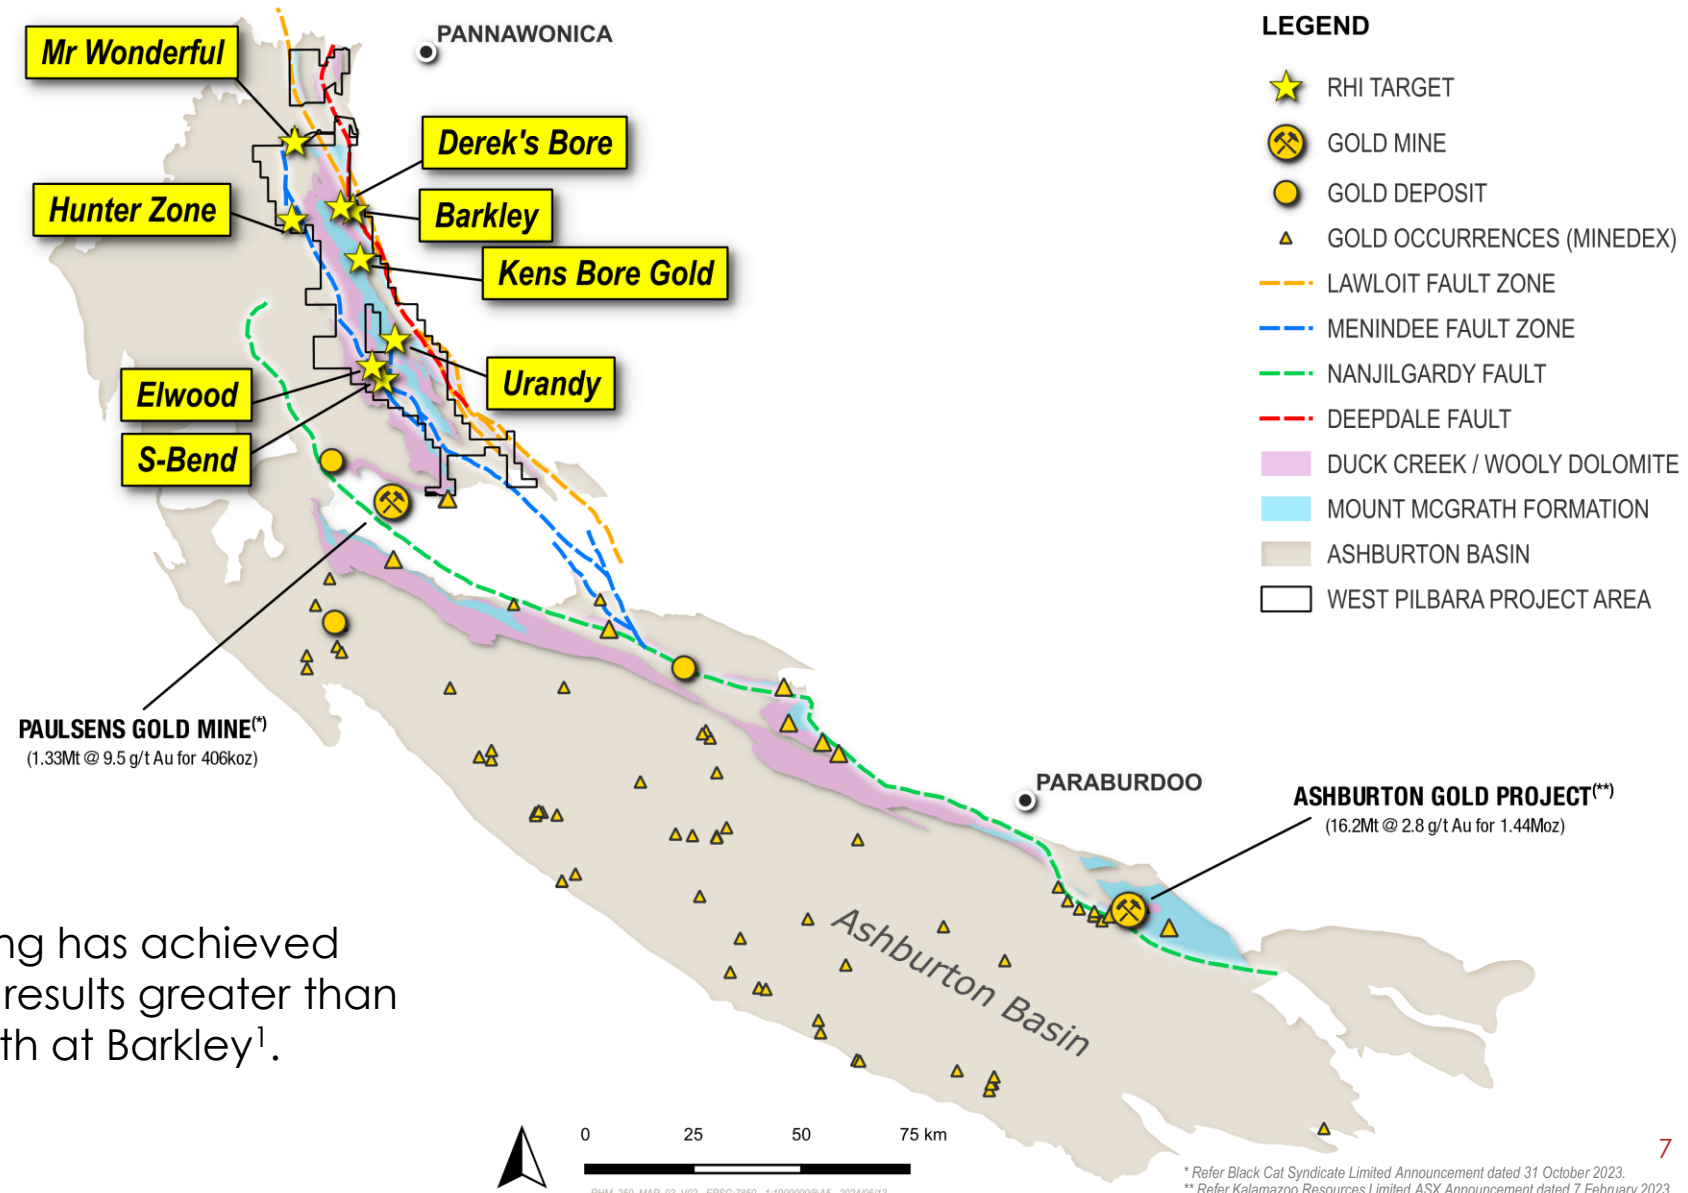 Mr Wonderful
PANNAWONICA
Derek's Bore
Hunter Zone
Barkley
Kens Bore Gold
Elwood
Urandy
S-Bend
LEGEND
RHI TARGET
GOLD MINE
GOLD DEPOSIT
GOLD OCCURRENCES (MINEDEX)
LAWLOIT FAULT ZONE
MENINDEE FAULT ZONE
NANJILGARDY FAULT
DEEPDALE FAULT
DUCK CREEK / WOOLY DOLOMITE
MOUNT MCGRATH FORMATION
ASHBURTON BASIN
WEST PILBARA PROJECT AREA
PAULSENS GOLD MINE(*)
(1.33Mt @ 9.5 g/t Au for 406koz)
PARABURDOO
ASHBURTON GOLD PROJECT(**)
(16.2Mt @ 2.8 g/t Au for 1.44Moz)
Ashburton Basin
ng has achieved
results greater than
th at Barkley1.
0 25 50 75 km
7
* Refer Black Cat Syndicate Limited Announcement dated 31 October 2023.
** Refer Kalamazoo Resources Limited ASX Announcement dated 7 February 2023